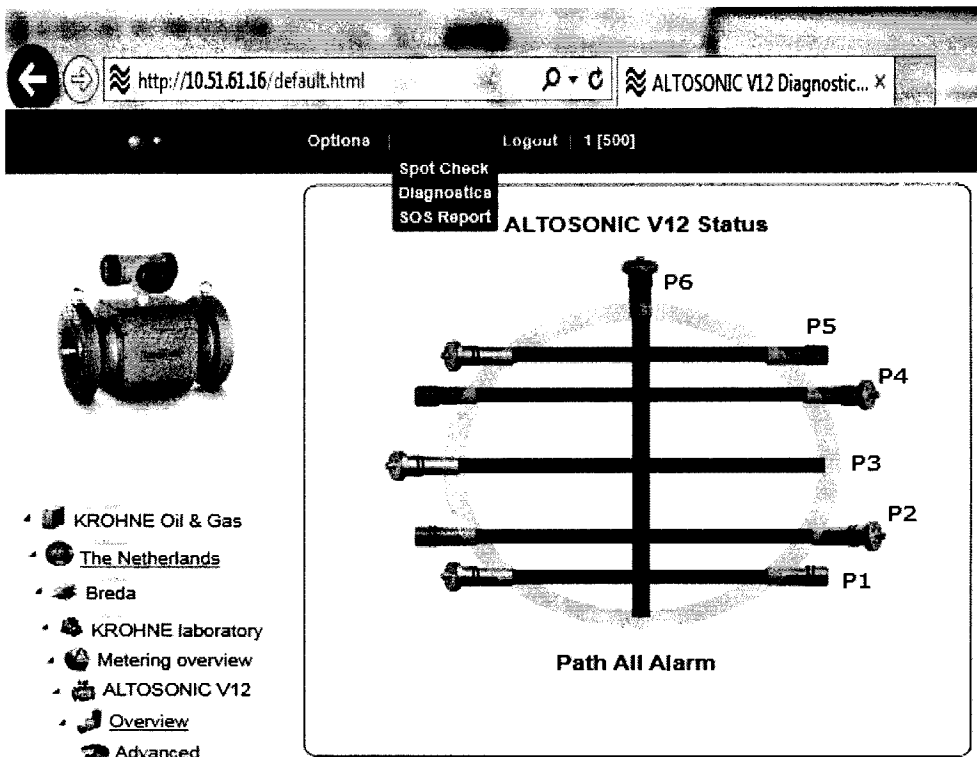 http://10.51.61.16/default.html
ALTOSONIC V12 Diagnostic... ×
Options | Logout | 1 [500]
Spot Check
Diagnostics
SOS Report
ALTOSONIC V12 Status
P6
P5
P4
P3
P2
P1
Path All Alarm
KROHNE Oil & Gas
The Netherlands
Breda
KROHNE laboratory
Metering overview
ALTOSONIC V12
Overview
Advanced